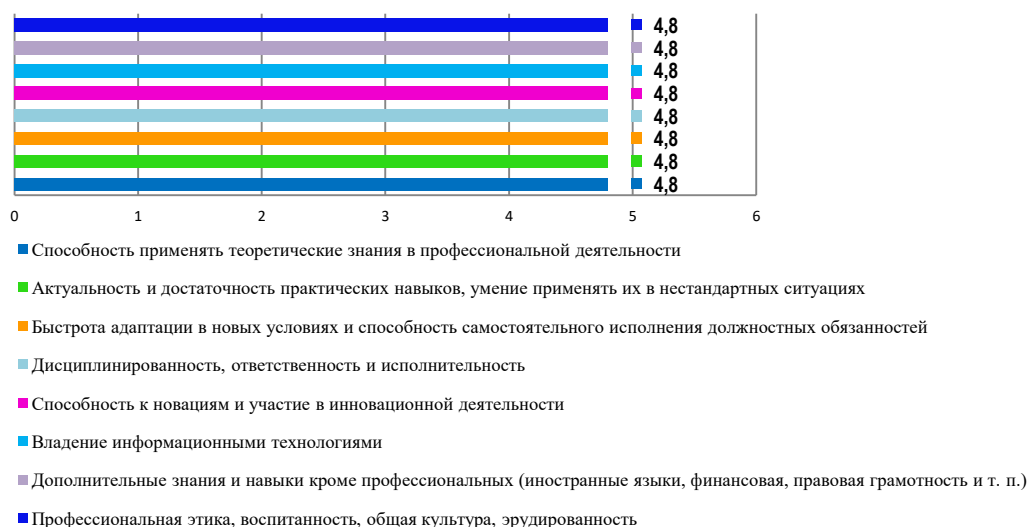 4,8
4,8
4,8
4,8
4,8
4,8
4,8
4,8
0 1 2 3 4 5 6
Способность применять теоретические знания в профессиональной деятельности
Актуальность и достаточность практических навыков, умение применять их в нестандартных ситуациях
Быстрота адаптации в новых условиях и способность самостоятельного исполнения должностных обязанностей
Дисциплинированность, ответственность и исполнительность
Способность к новациям и участие в инновационной деятельности
Владение информационными технологиями
Дополнительные знания и навыки кроме профессиональных (иностранные языки, финансовая, правовая грамотность и т. п.)
Профессиональная этика, воспитанность, общая культура, эрудированность